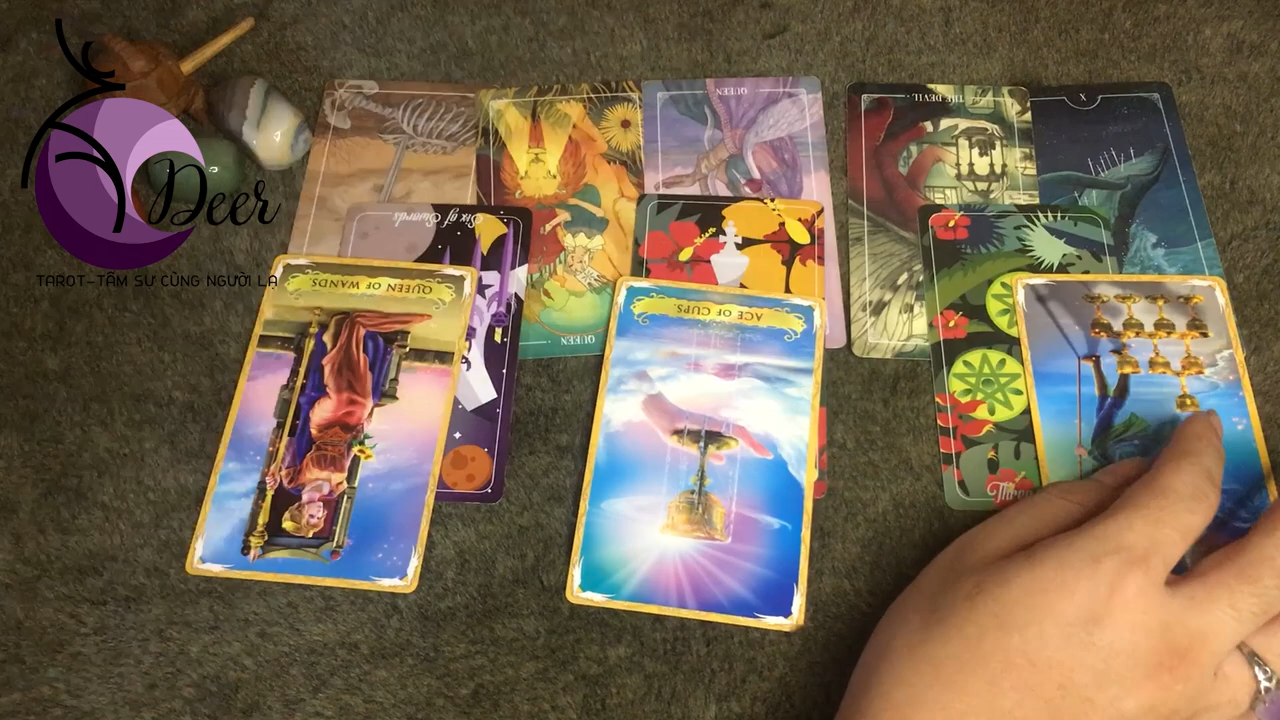 Deer
TAROT-TÂM SỰ CÙNG NGƯỜI LẠ
QUEEN
THE DEVIL
X
Six of Swords
QUEEN
QUEEN OF WANDS.
ACE OF CUPS.
Three